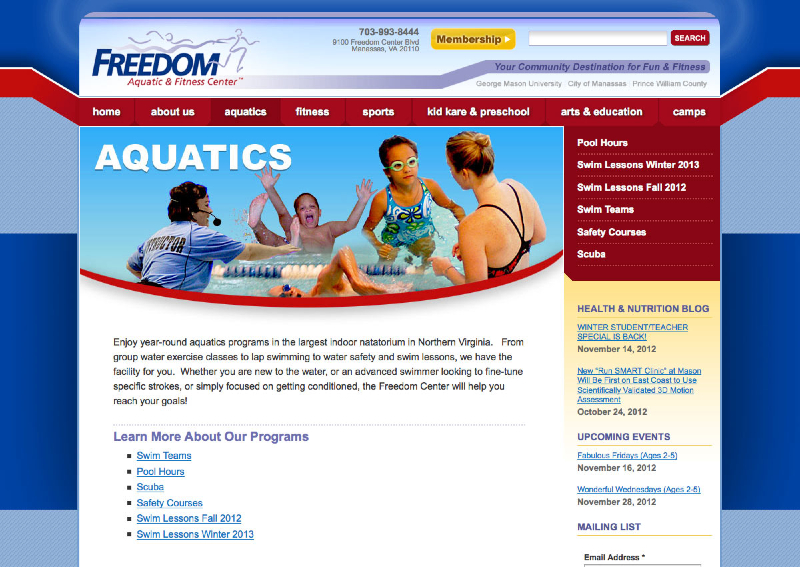 FREEDOM
Aquatic & Fitness Center™
703-993-8444
9100 Freedom Center Blvd
Manassas, VA 20110
Membership
SEARCH
Your Community Destination for Fun & Fitness
George Mason University City of Manassas Prince William County
home about us aquatics fitness sports kid kare & preschool arts & education camps
AQUATICS
INSTRUCTOR
Pool Hours
Swim Lessons Winter 2013
Swim Lessons Fall 2012
Swim Teams
Safety Courses
Scuba
Enjoy year-round aquatics programs in the largest indoor natatorium in Northern Virginia. From
group water exercise classes to lap swimming to water safety and swim lessons, we have the
facility for you. Whether you are new to the water, or an advanced swimmer looking to fine-tune
specific strokes, or simply focused on getting conditioned, the Freedom Center will help you
reach your goals!
Learn More About Our Programs
Swim Teams
Pool Hours
Scuba
Safety Courses
Swim Lessons Fall 2012
Swim Lessons Winter 2013
HEALTH & NUTRITION BLOG
WINTER STUDENT/TEACHER
SPECIAL IS BACK!
November 14, 2012
New "Run SMART Clinic" at Mason
Will Be First on East Coast to Use
Scientifically Validated 3D Motion
Assessment
October 24, 2012
UPCOMING EVENTS
Fabulous Fridays (Ages 2-5)
November 16, 2012
Wonderful Wednesdays (Ages 2-5)
November 28, 2012
MAILING LIST
Email Address *